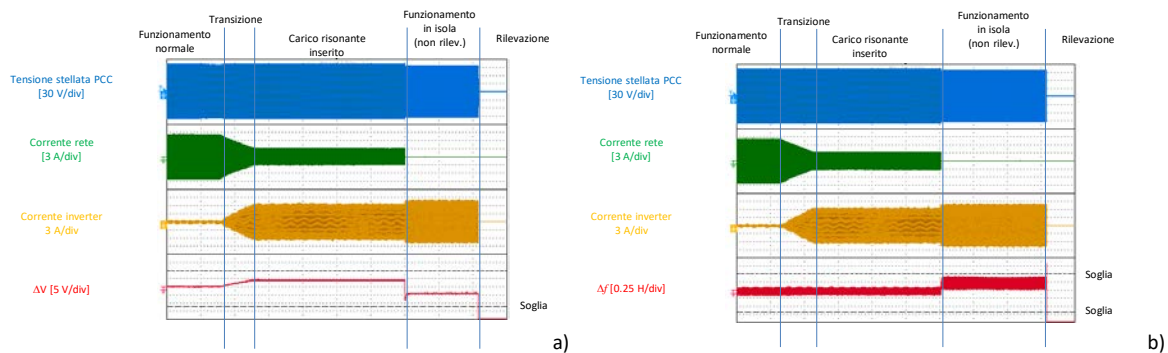 Funzionamento
normale
Transizione
Carico risonante
inserito
Funzionamento
in isola
(non rilev.)
Rilevazione
Tensione stellata PCC
[30 V/div]
Corrente rete
[3 A/div]
Corrente inverter
3 A/div
ΔV [5 V/div]
Soglia
a)
Funzionamento
normale
Transizione
Carico risonante
inserito
Funzionamento
in isola
(non rilev.)
Rilevazione
Tensione stellata PCC
[30 V/div]
Corrente rete
[3 A/div]
Corrente inverter
3 A/div
Δf [0.25 H/div]
Soglia
Soglia
b)